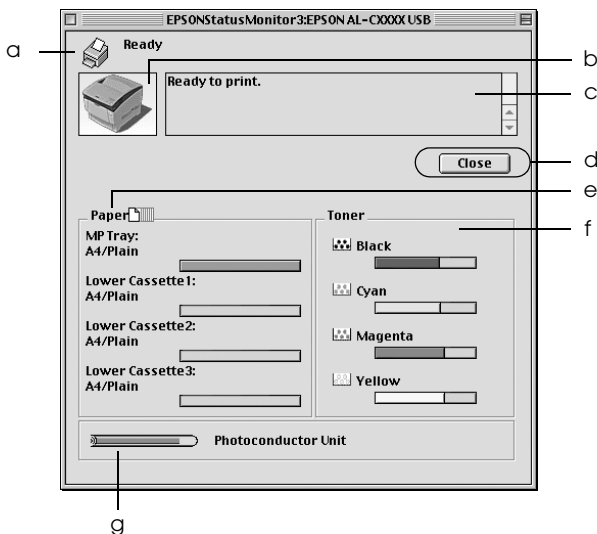 EPSONStatusMonitor3:EPSON AL-CXXXX USB
a
Ready
b
Ready to print.
c
Close
d
e
Paper
Toner
f
MP Tray:
A4/Plain
Black
Lower Cassette1:
A4/Plain
Cyan
Lower Cassette2:
A4/Plain
Magenta
Lower Cassette3:
A4/Plain
Yellow
Photoconductor Unit
g